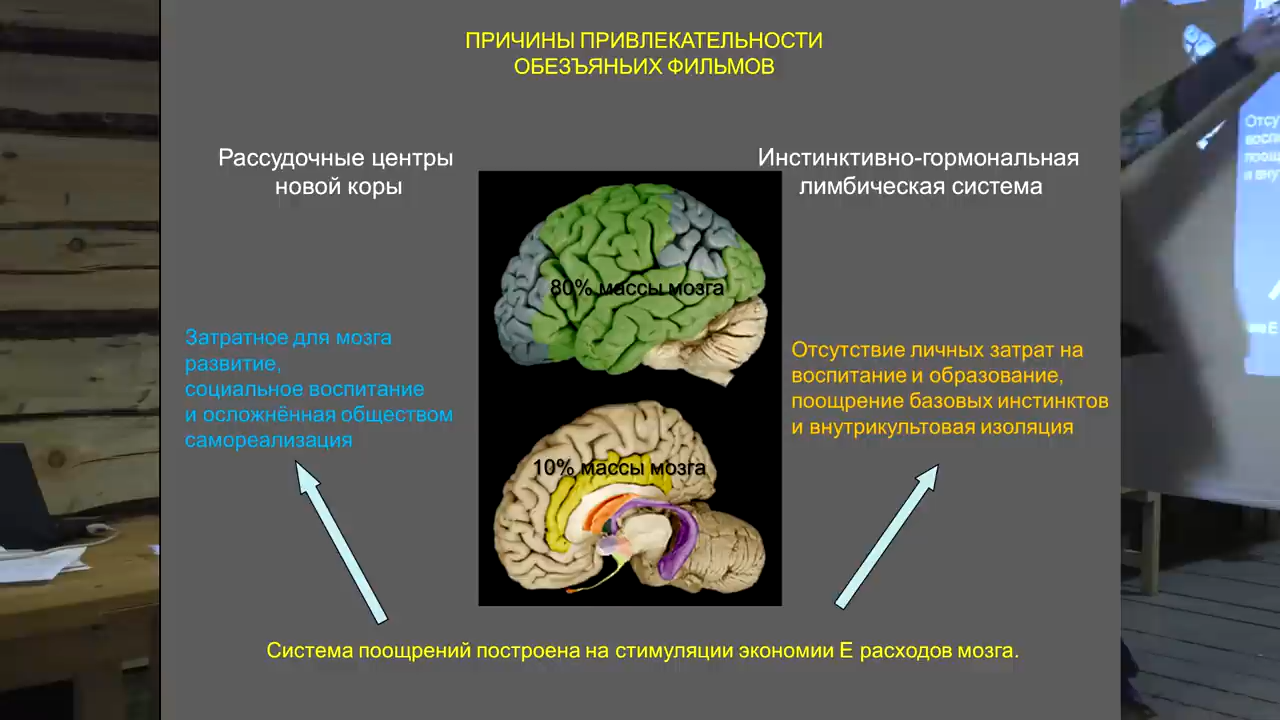 ПРИЧИНЫ ПРИВЛЕКАТЕЛЬНОСТИ
ОБЕЗЪЯНЬИХ ФИЛЬМОВ
Рассудочные центры
новой коры
Инстинктивно-гормональная
лимбическая система
80% массы мозга
Затратное для мозга
развитие,
социальное воспитание
и осложнённая обществом
самореализация
Отсутствие личных затрат на
воспитание и образование,
поощрение базовых инстинктов
и внутрикультовая изоляция
10% массы мозга
Система поощрений построена на стимуляции экономии Е расходов мозга.